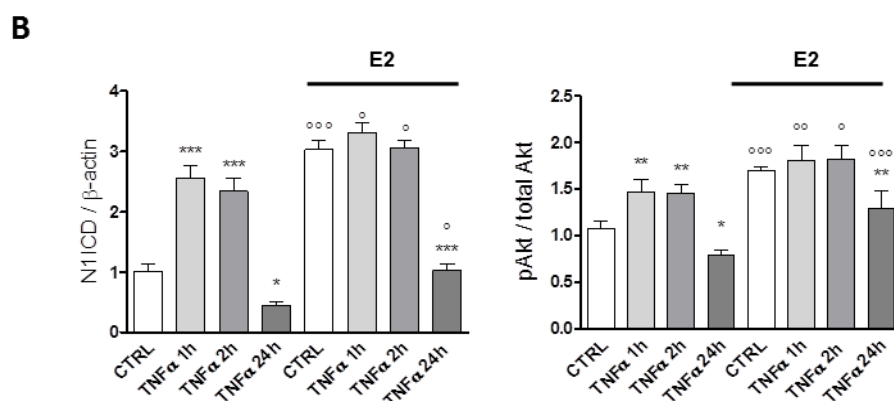 B
E2
N1ICD / β-actin
4
3
2
1
0
***
***
*
°°°
°
°
°
***
CTRL
TNFα 1h
TNFα 2h
TNFα 24h
CTRL
TNFα 1h
TNFα 2h
TNFα 24h
E2
pAkt / total Akt
2.5
2.0
1.5
1.0
0.5
0.0
**
**
*
°°°
°°
°
°°°
**
CTRL
TNFα 1h
TNFα 2h
TNFα 24h
CTRL
TNFα 1h
TNFα 2h
TNFα 24h